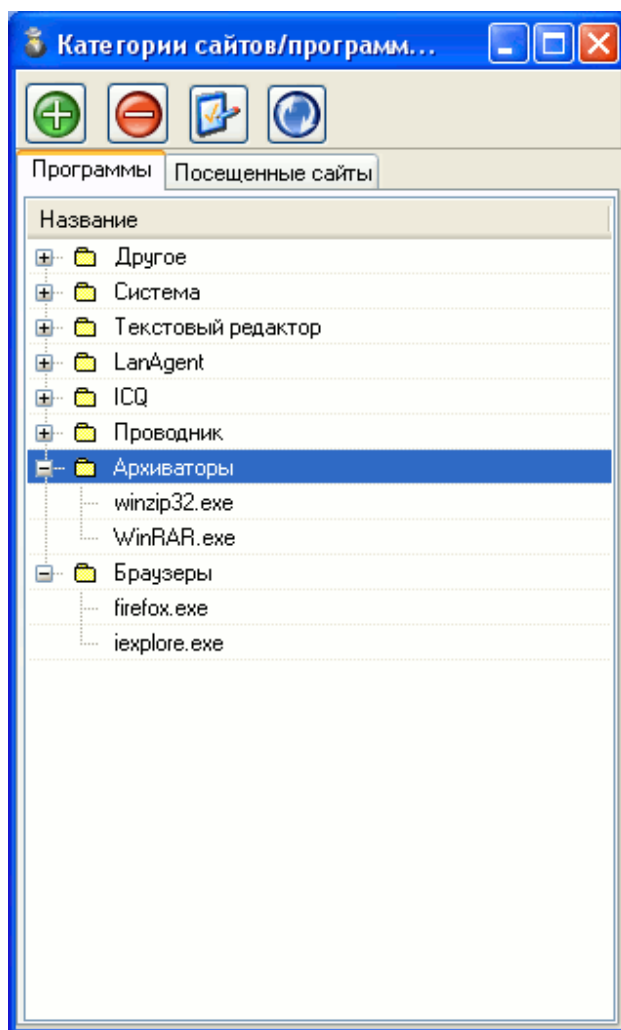 Категории сайтов/программ...
Программы
Посещенные сайты
Название
Другое
Система
Текстовый редактор
LanAgent
ICQ
Проводник
Архиваторы
winzip32.exe
WinRAR.exe
Браузеры
firefox.exe
iexplore.exe